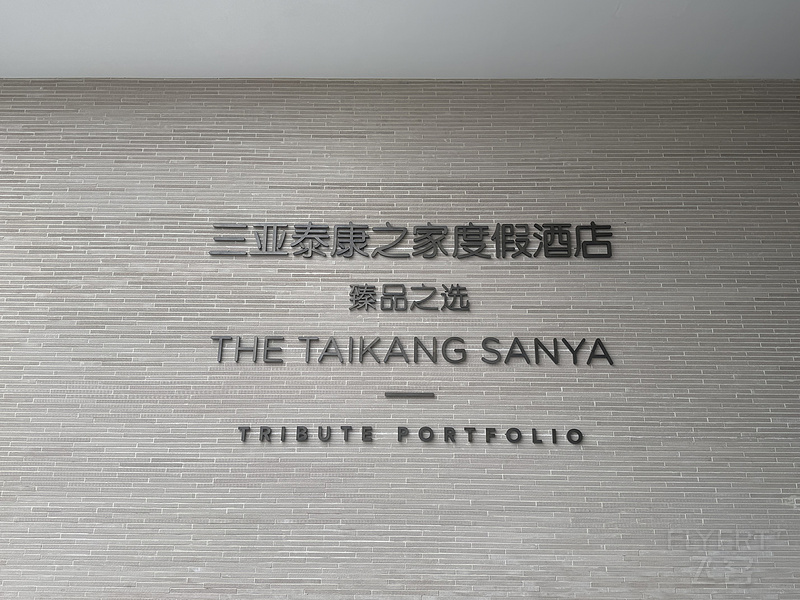 三亚泰康之家度假酒店
臻品之选
THE TAIKANG SANYA
TRIBUTE PORTFOLIO
FLYERT